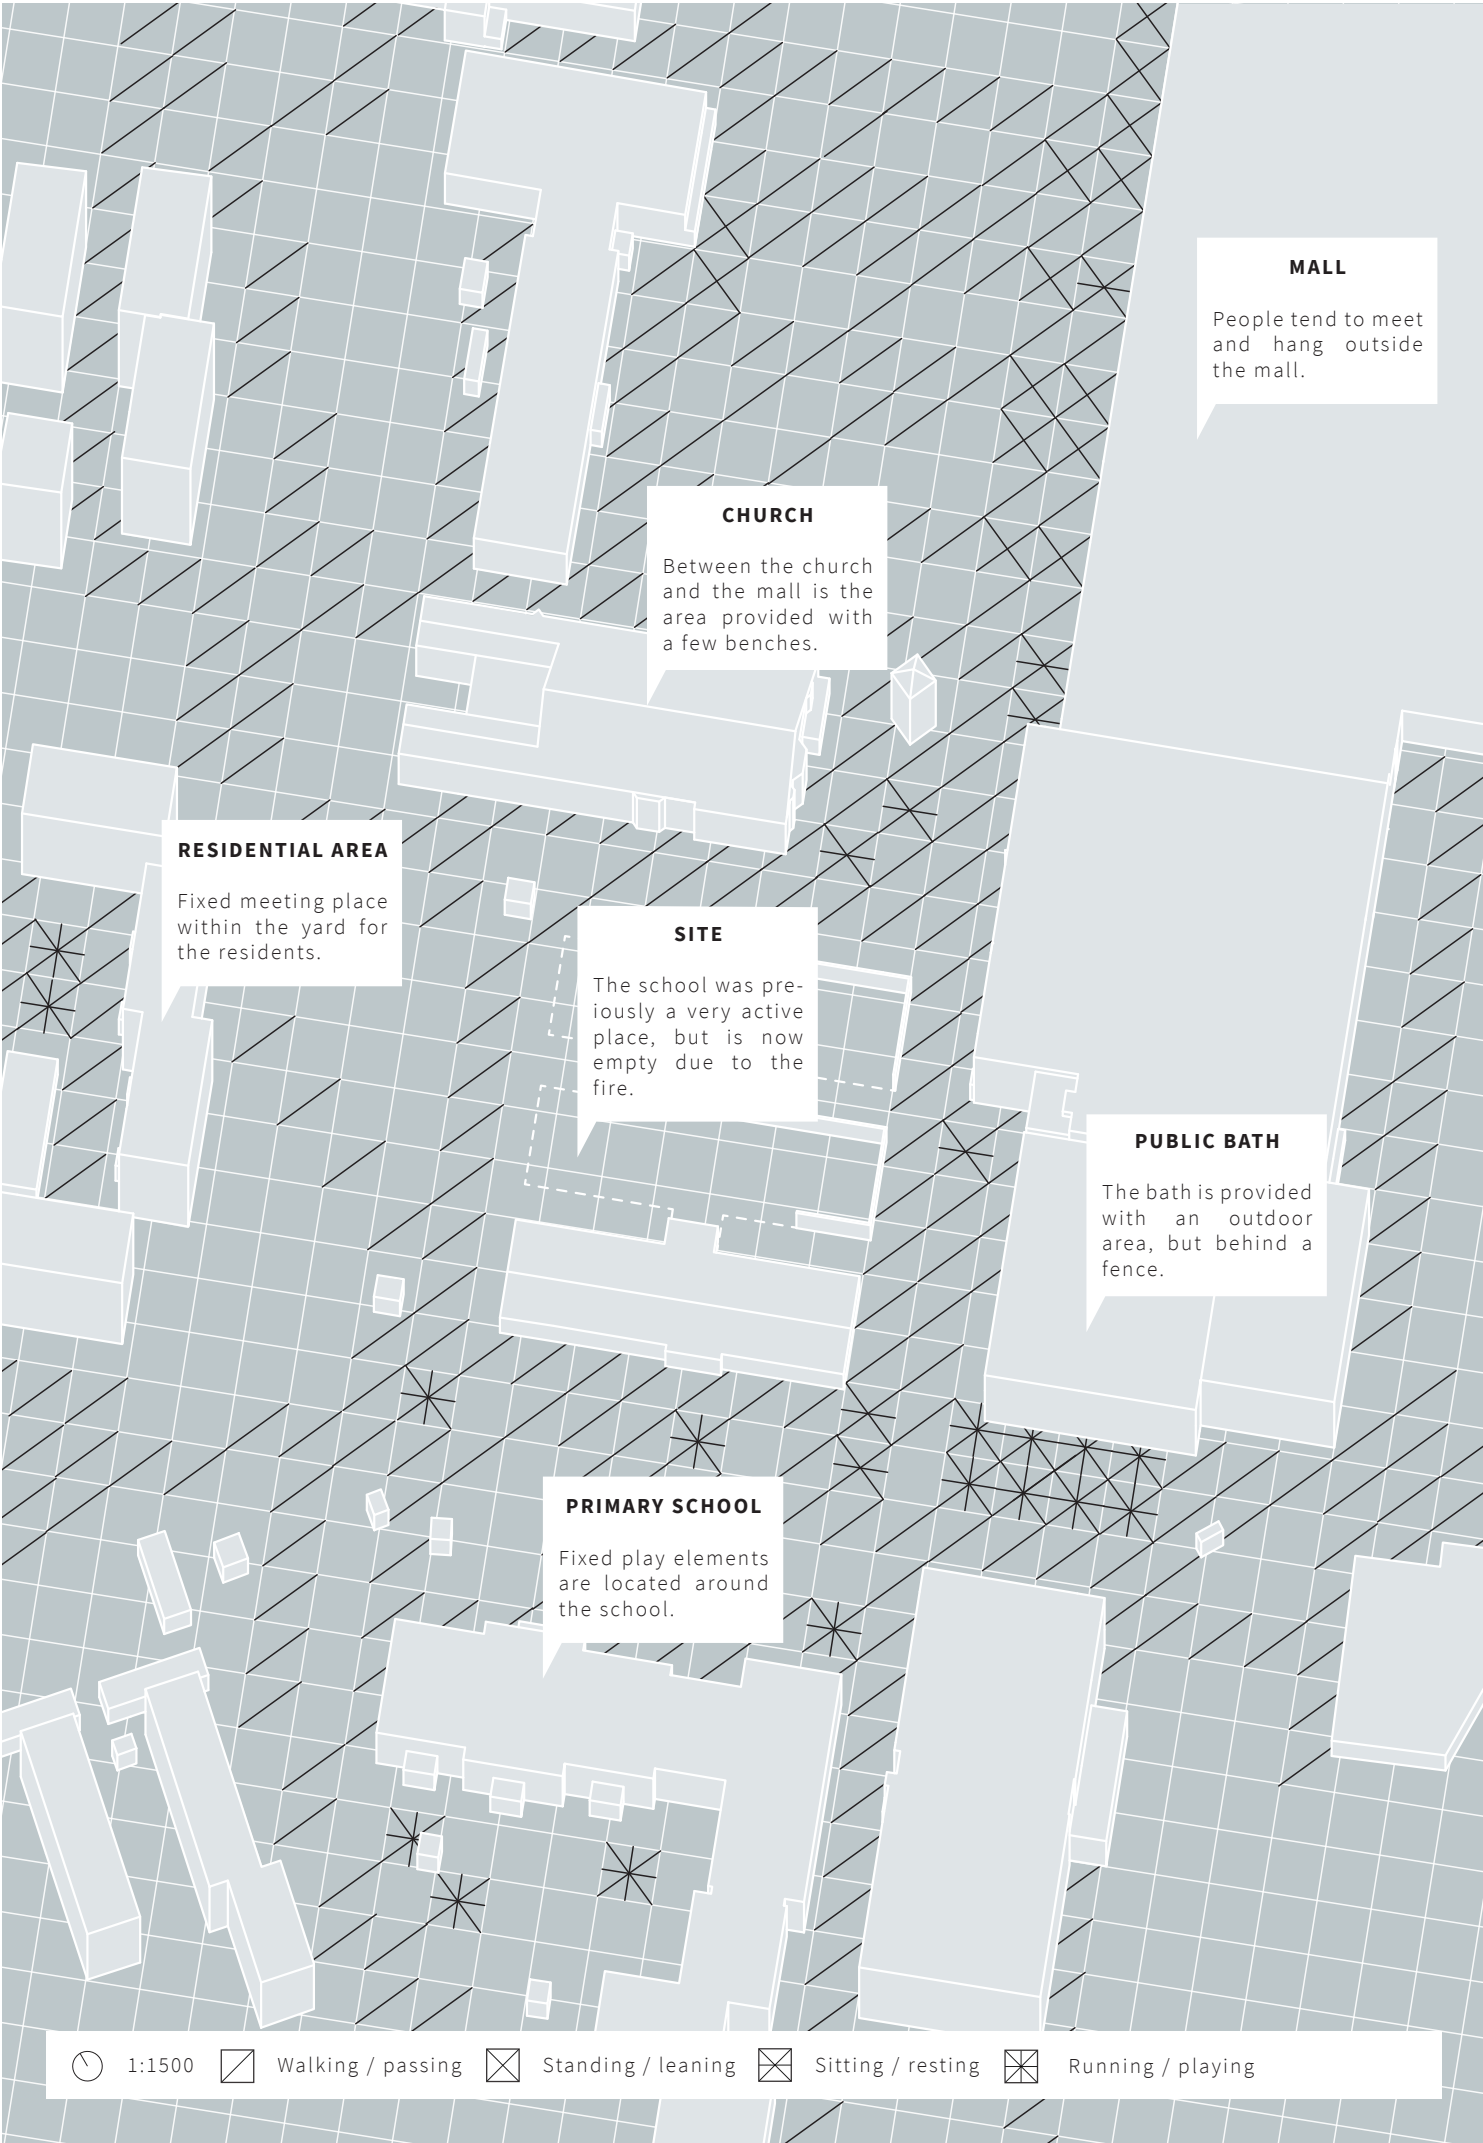 MALL
People tend to meet
and hang outside
the mall.
CHURCH
Between the church
and the mall is the
area provided with
a few benches.
RESIDENTIAL AREA
Fixed meeting place
within the yard for
the residents.
SITE
The school was pre-
iously a very active
place, but is now
empty due to the
fire.
PUBLIC BATH
The bath is provided
with an outdoor
area, but behind a
fence.
PRIMARY SCHOOL
Fixed play elements
are located around
the school.
1:1500 Walking / passing Standing / leaning Sitting / resting Running / playing